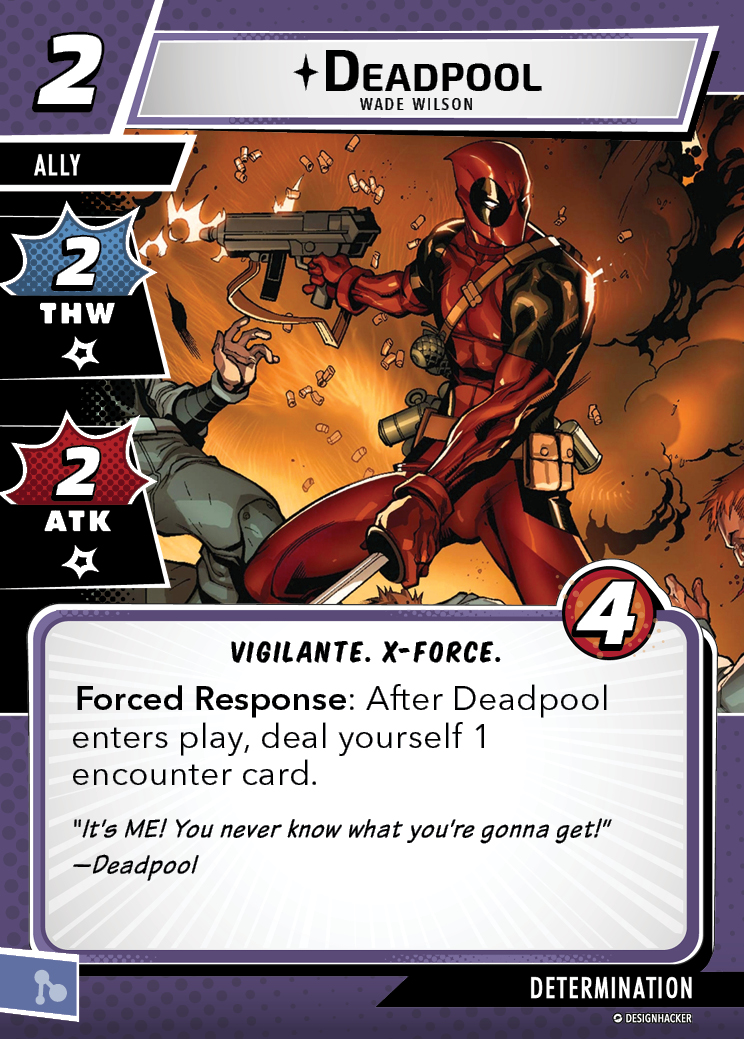 2
DEADPOOL
WADE WILSON
ALLY
2
THW
2
ATK
4
VIGILANTE. X-FORCE.
Forced Response: After Deadpool
enters play, deal yourself 1
encounter card.
"It's ME! You never know what you're gonna get!"
—Deadpool
DETERMINATION
DESIGNHACKER